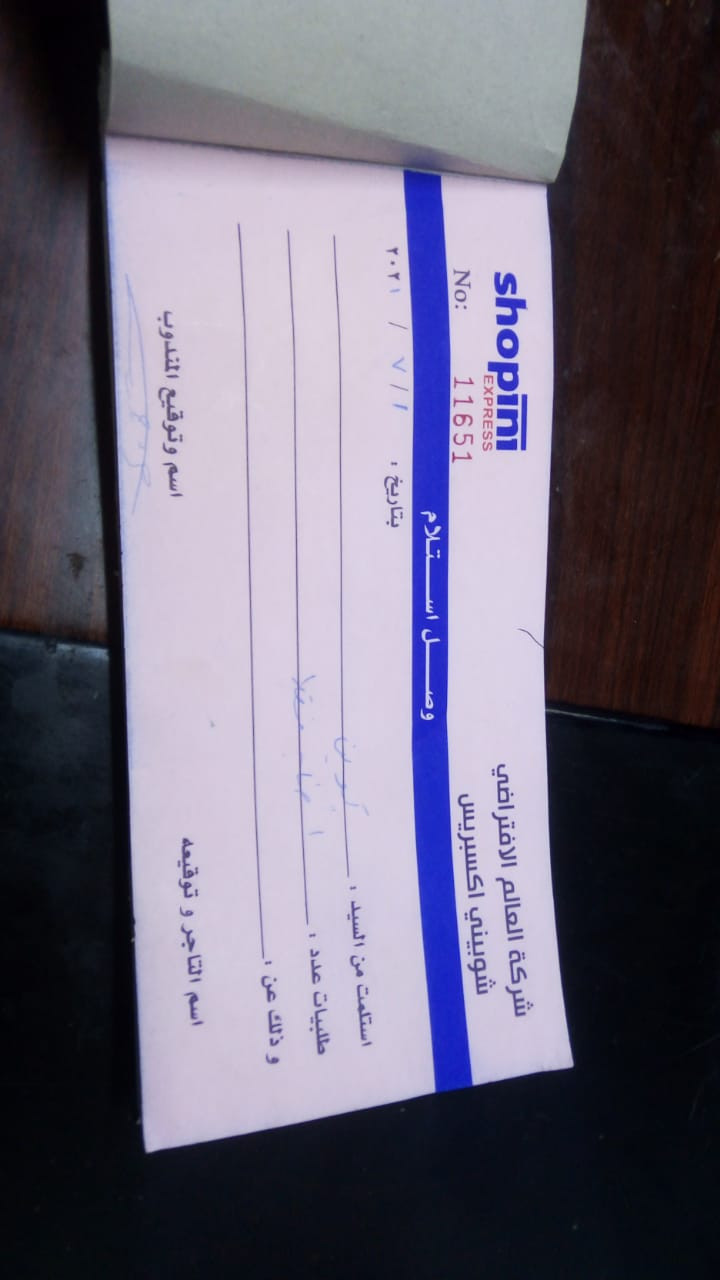 shopini
EXPRESS
شركة العالم الافتراضي
شوبيني اكسبريس
No: 11651
وصـــل اســـتـــلام
بتاريخ : ١ / ٧ / ٢٠٢١
استلمت من السيد :
طلبيات عدد :
و ذلك عن :
اسم التاجر و توقيعه
اسم وتوقيع المندوب